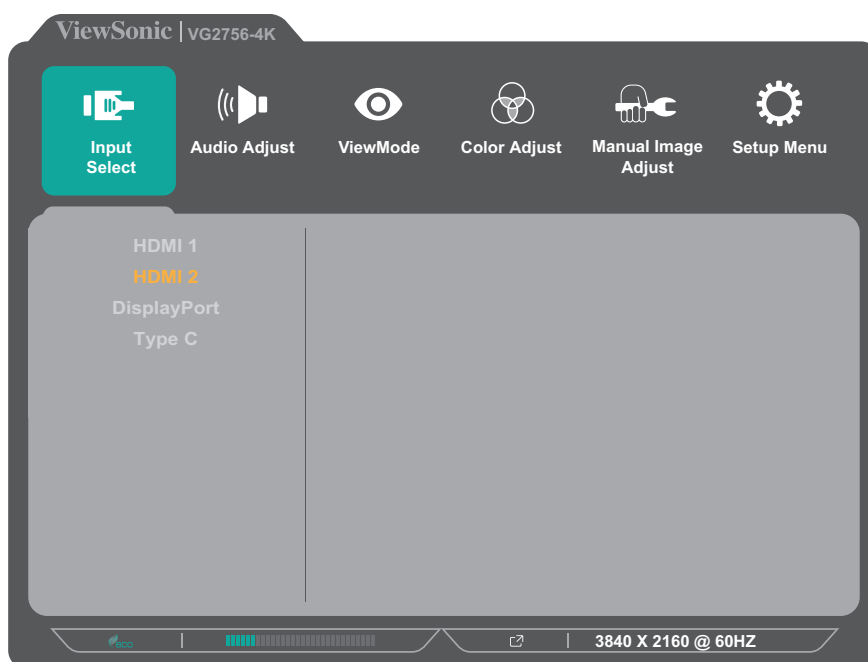 ViewSonic | VG2756-4K
Input
Select
Audio Adjust
ViewMode
Color Adjust
Manual Image
Adjust
Setup Menu
HDMI 1
HDMI 2
DisplayPort
Type C
eco
3840 X 2160 @ 60HZ